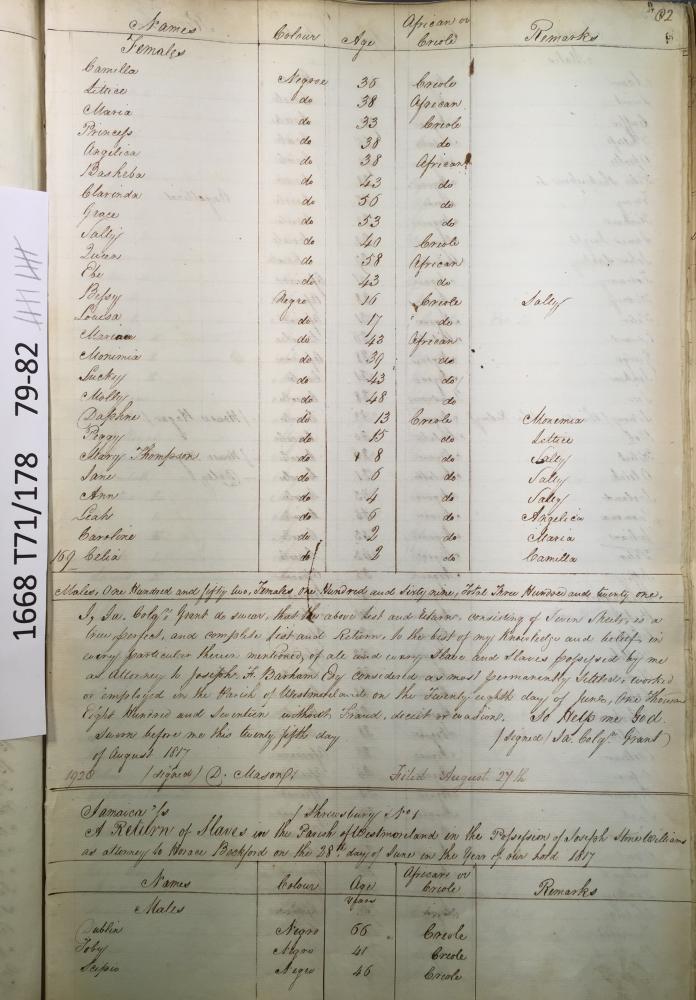 82
Names Colour Age African or Creole Remarks
Females
Camilla Negroe 35 Creole
Lettice do 38 African
Maria do 33 Creole
Princess do 38 do
Angelica do 38 African
Basheba do 43 do
Clarinda do 56 do
Grace do 53 do
Sally do 40 Creole
Queen do 58 African
Ebe do 43 do
Bessy Negro 16 Creole Sally
Louisa do 17 do
Mariam do 43 African
Monimia do 39 do
Lucky do 43 do
Molly do 48 do
Daphne do 13 Creole Monemia
Peggy do 15 do Lettice
Mary Thompson do 8 do Sally
Jane do 6 do Sally
Ann do 4 do Sally
Leah do 6 do Angelica
Caroline do 2 do Maria
169 Celia do 2 do Camilla
Males, One Hundred and fifty two, Females, one Hundred and Sixty nine, Total Three Hundred and twenty one,
I, Ja. Colqn. Grant do swear, that the above List and Return, consisting of Seven Sheets, is a
true perfect, and complete List and Return, to the best of my Knowledge and belief, in
every particular therein mentioned, of all and every Slave and Slaves possessed by me
as Attorney to Joseph F. Barham Esq considered as most permanently Settled, worked
or employed in the Parish of Westmoreland on the Twenty eighth day of June, One Thousand
Eight Hundred and Seventeen without Fraud, deceit or evasion. So Help me God.
Sworn before me this twenty fifth day (signed) Ja. Colqn. Grant
of August 1817
1926 (signed) D. Mason Filed August 27th
Jamaica Ss (Shrewsbury No 1
A Return of Slaves in the Parish of Westmoreland in the Possession of Joseph Stone Williams
as attorney to Horace Beckford on the 28th day of June in the Year of our Lord 1817
Names Colour Age African or Creole Remarks
Males Years
Dublin Negro 66 Creole
Toby Negro 41 Creole
Scipio Negro 46 Creole
1668 T71/178 79-82